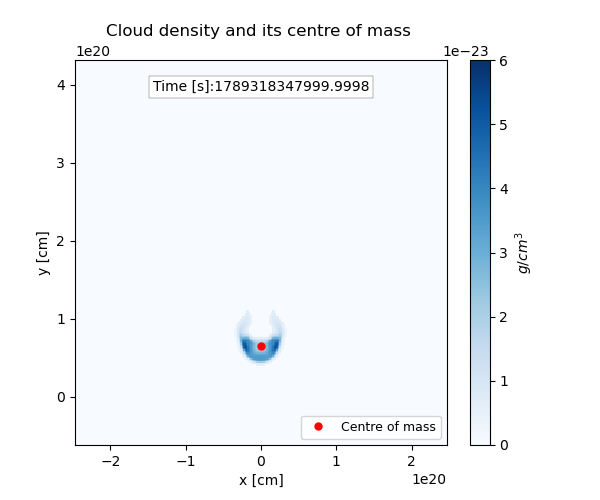 Cloud density and its centre of mass
1e20
1e−23
Time [s]:1789318347999.9998
4
3
2
1
0
y [cm]
−2
−1
0
1
2
x [cm]
1e20
Centre of mass
6
5
4
3
2
1
0
g/cm³